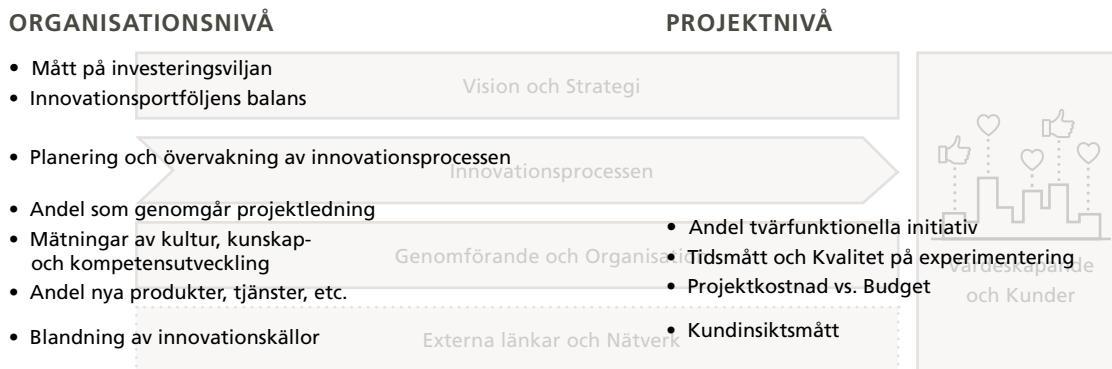 ORGANISATIONSNIVÅ
PROJEKTNIVÅ
• Mått på investeringsviljan
• Innovationsportföljens balans
Vision och Strategi
• Planering och övervakning av innovationsprocessen
Innovationsprocessen
• Andel som genomgår projektledning
• Mätningar av kultur, kunskap-
och kompetensutveckling
• Andel nya produkter, tjänster, etc.
Genomförande och Organisation
• Andel tvärfunktionella initiativ
• Tidsmått och Kvalitet på experimentering
• Projektkostnad vs. Budget
Värdeskapande
och Kunder
• Blandning av innovationskällor
Externa länkar och Nätverk
• Kundinsiktsmått